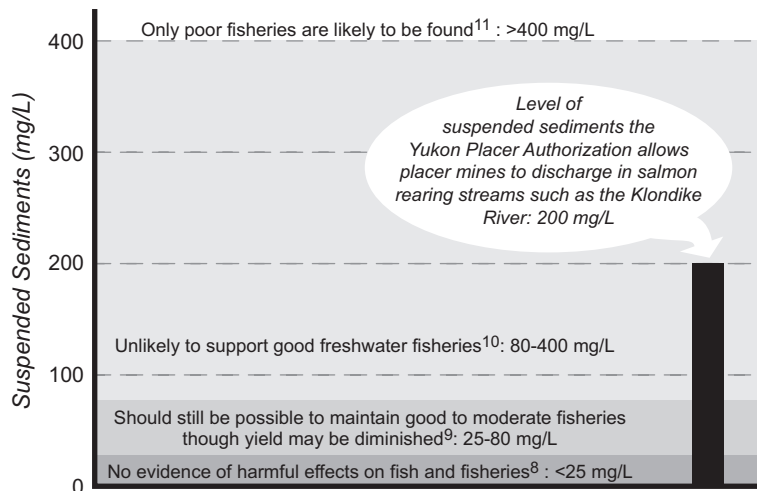 Only poor fisheries are likely to be found11 : >400 mg/L
400
Level of
suspended sediments the
Yukon Placer Authorization allows
placer mines to discharge in salmon
rearing streams such as the Klondike
River: 200 mg/L
300
200
Unlikely to support good freshwater fisheries10: 80-400 mg/L
100
Should still be possible to maintain good to moderate fisheries
though yield may be diminished9: 25-80 mg/L
No evidence of harmful effects on fish and fisheries8 : <25 mg/L
0
Suspended Sediments (mg/L)